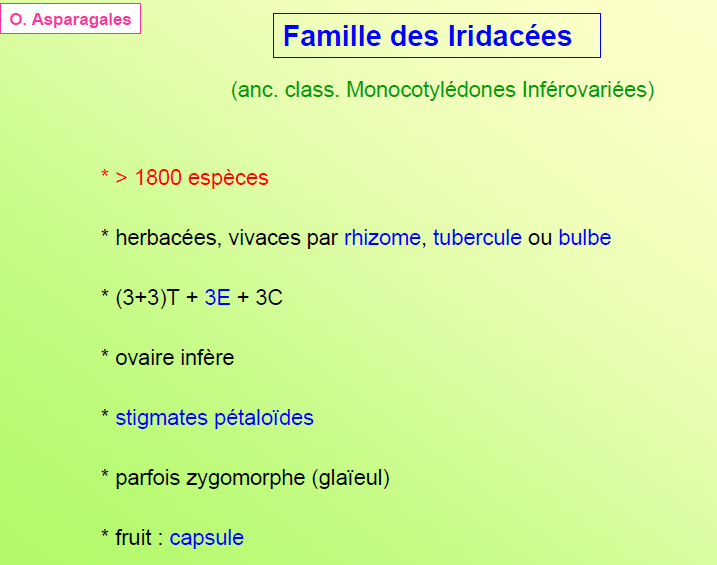 O. Asparagales
Famille des Iridacées
(anc. class. Monocotylédones Inférovariées)
* > 1800 espèces
* herbacées, vivaces par rhizome, tubercule ou bulbe
* (3+3)T + 3E + 3C
* ovaire infère
* stigmates pétaloïdes
* parfois zygomorphe (glaïeul)
* fruit : capsule